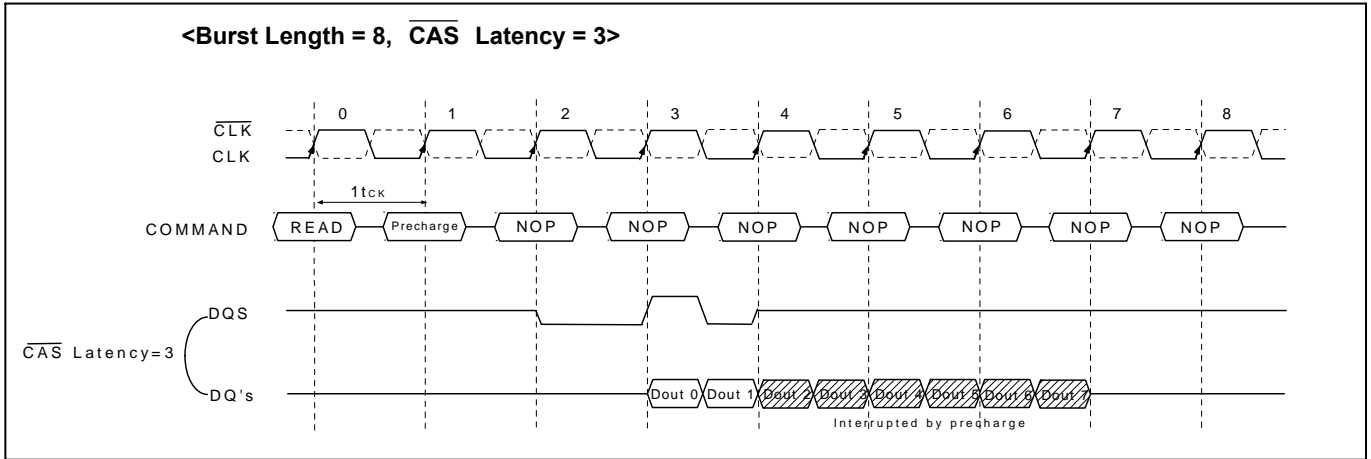 <Burst Length = 8, CAS Latency = 3>
0 1 2 3 4 5 6 7 8
CLK
CLK
1tCK
COMMAND READ Precharge NOP NOP NOP NOP NOP NOP NOP
DQS
CAS Latency=3
DQ's Dout 0 Dout 1 Dout 2 Dout 3 Dout 4 Dout 5 Dout 6 Dout 7
Interrupted by precharge